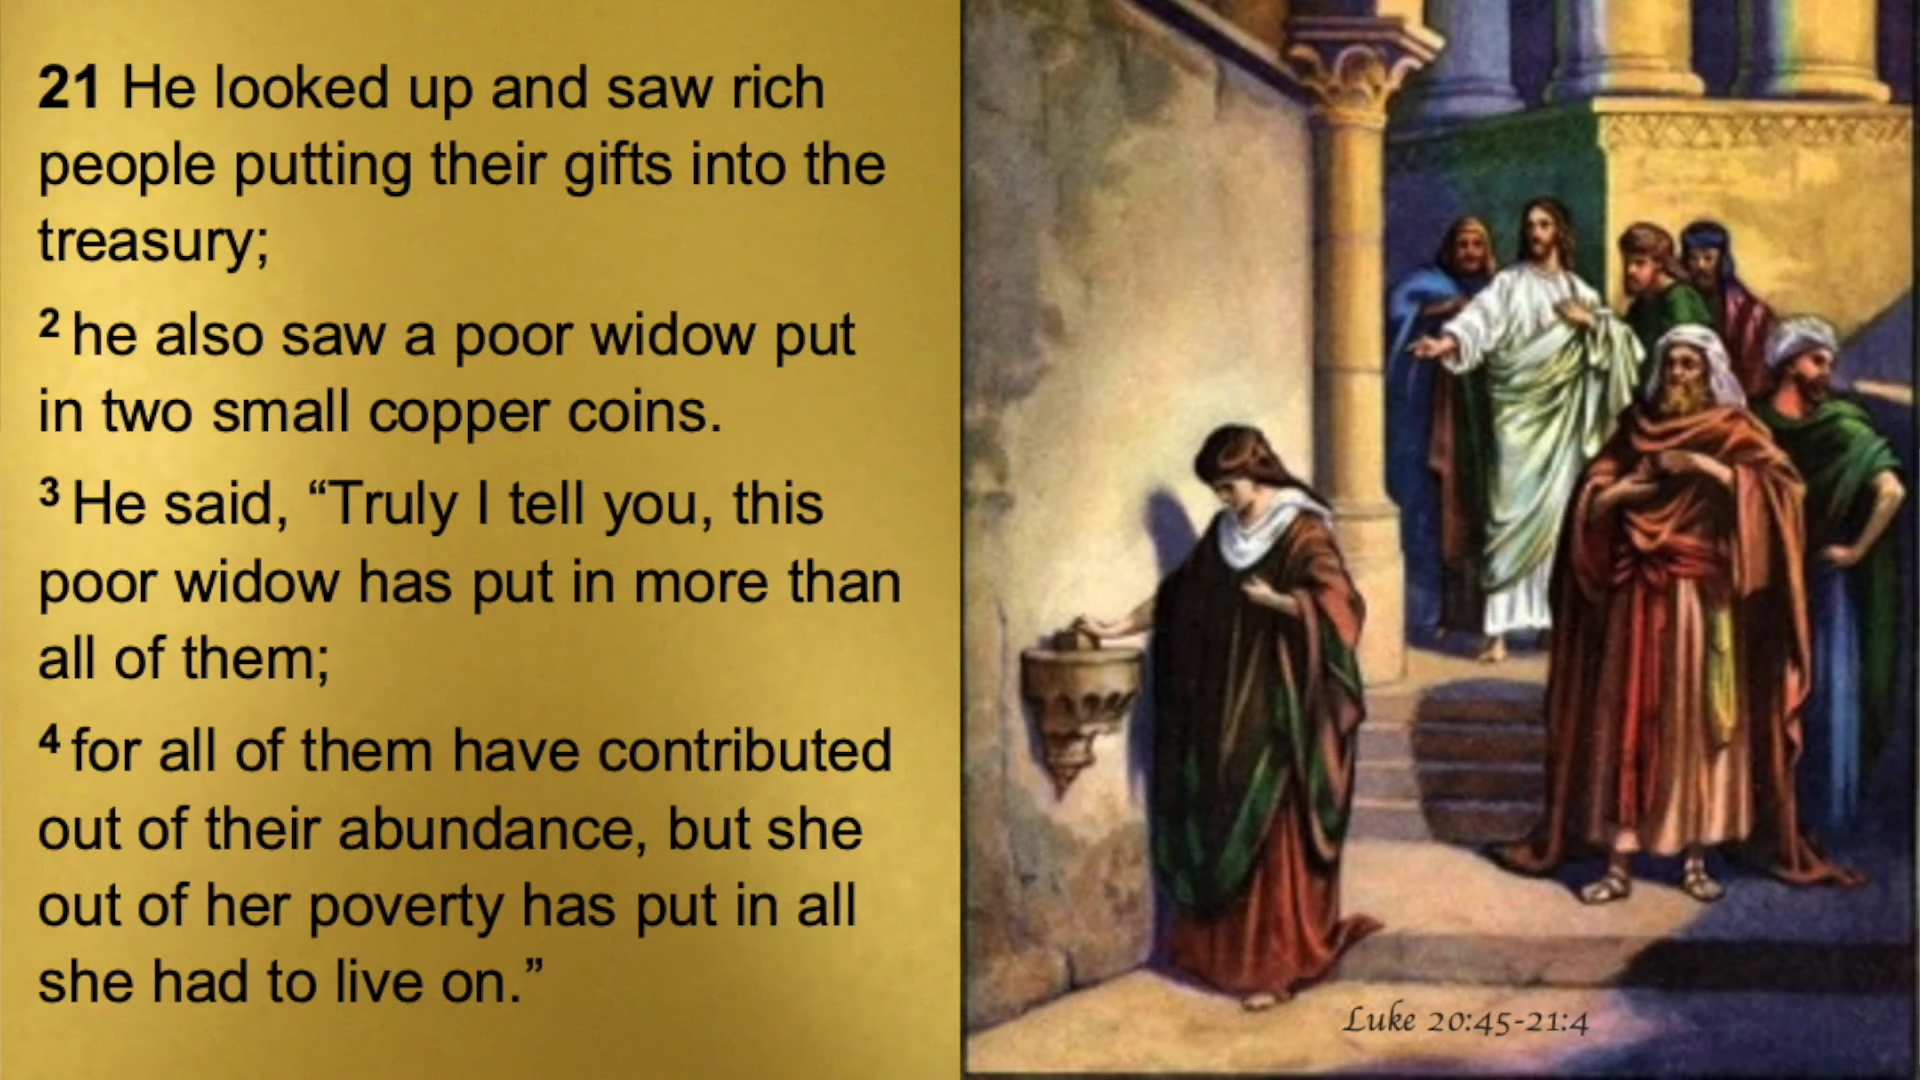 21 He looked up and saw rich
people putting their gifts into the
treasury;
2 he also saw a poor widow put
in two small copper coins.
3 He said, “Truly I tell you, this
poor widow has put in more than
all of them;
4 for all of them have contributed
out of their abundance, but she
out of her poverty has put in all
she had to live on.”
Luke 20:45-21:4